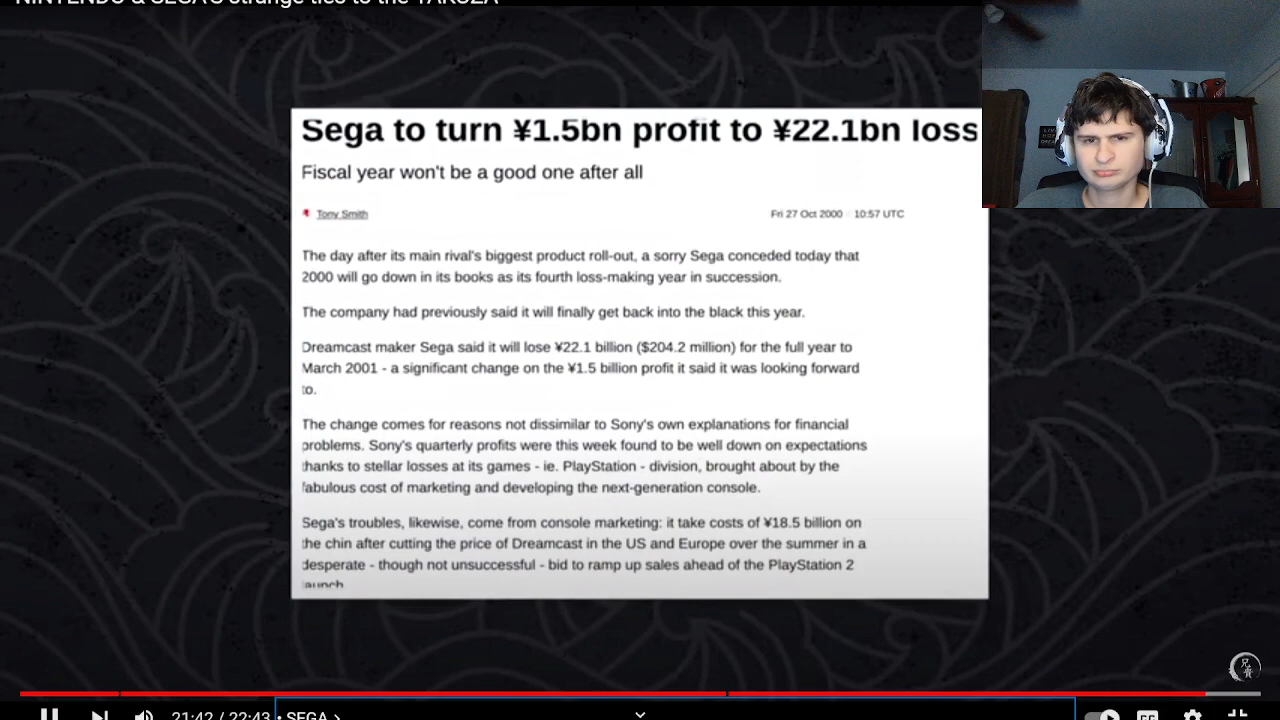 NINTENDO & SEGA'S strange ties to the YAKUZA
Sega to turn ¥1.5bn profit to ¥22.1bn loss
Fiscal year won't be a good one after all
Tony Smith
Fri 27 Oct 2000
10:57 UTC
The day after its main rival's biggest product roll-out, a sorry Sega conceded today that
2000 will go down in its books as its fourth loss-making year in succession.
The company had previously said it will finally get back into the black this year.
Dreamcast maker Sega said it will lose ¥22.1 billion ($204.2 million) for the full year to
March 2001 - a significant change on the ¥1.5 billion profit it said it was looking forward
to.
The change comes for reasons not dissimilar to Sony's own explanations for financial
problems. Sony's quarterly profits were this week found to be well down on expectations
thanks to stellar losses at its games - ie. PlayStation - division, brought about by the
fabulous cost of marketing and developing the next-generation console.
Sega's troubles, likewise, come from console marketing: it take costs of ¥18.5 billion on
the chin after cutting the price of Dreamcast in the US and Europe over the summer in a
desperate - though not unsuccessful - bid to ramp up sales ahead of the PlayStation 2
launch.
21:42 / 22:43 • SEGA